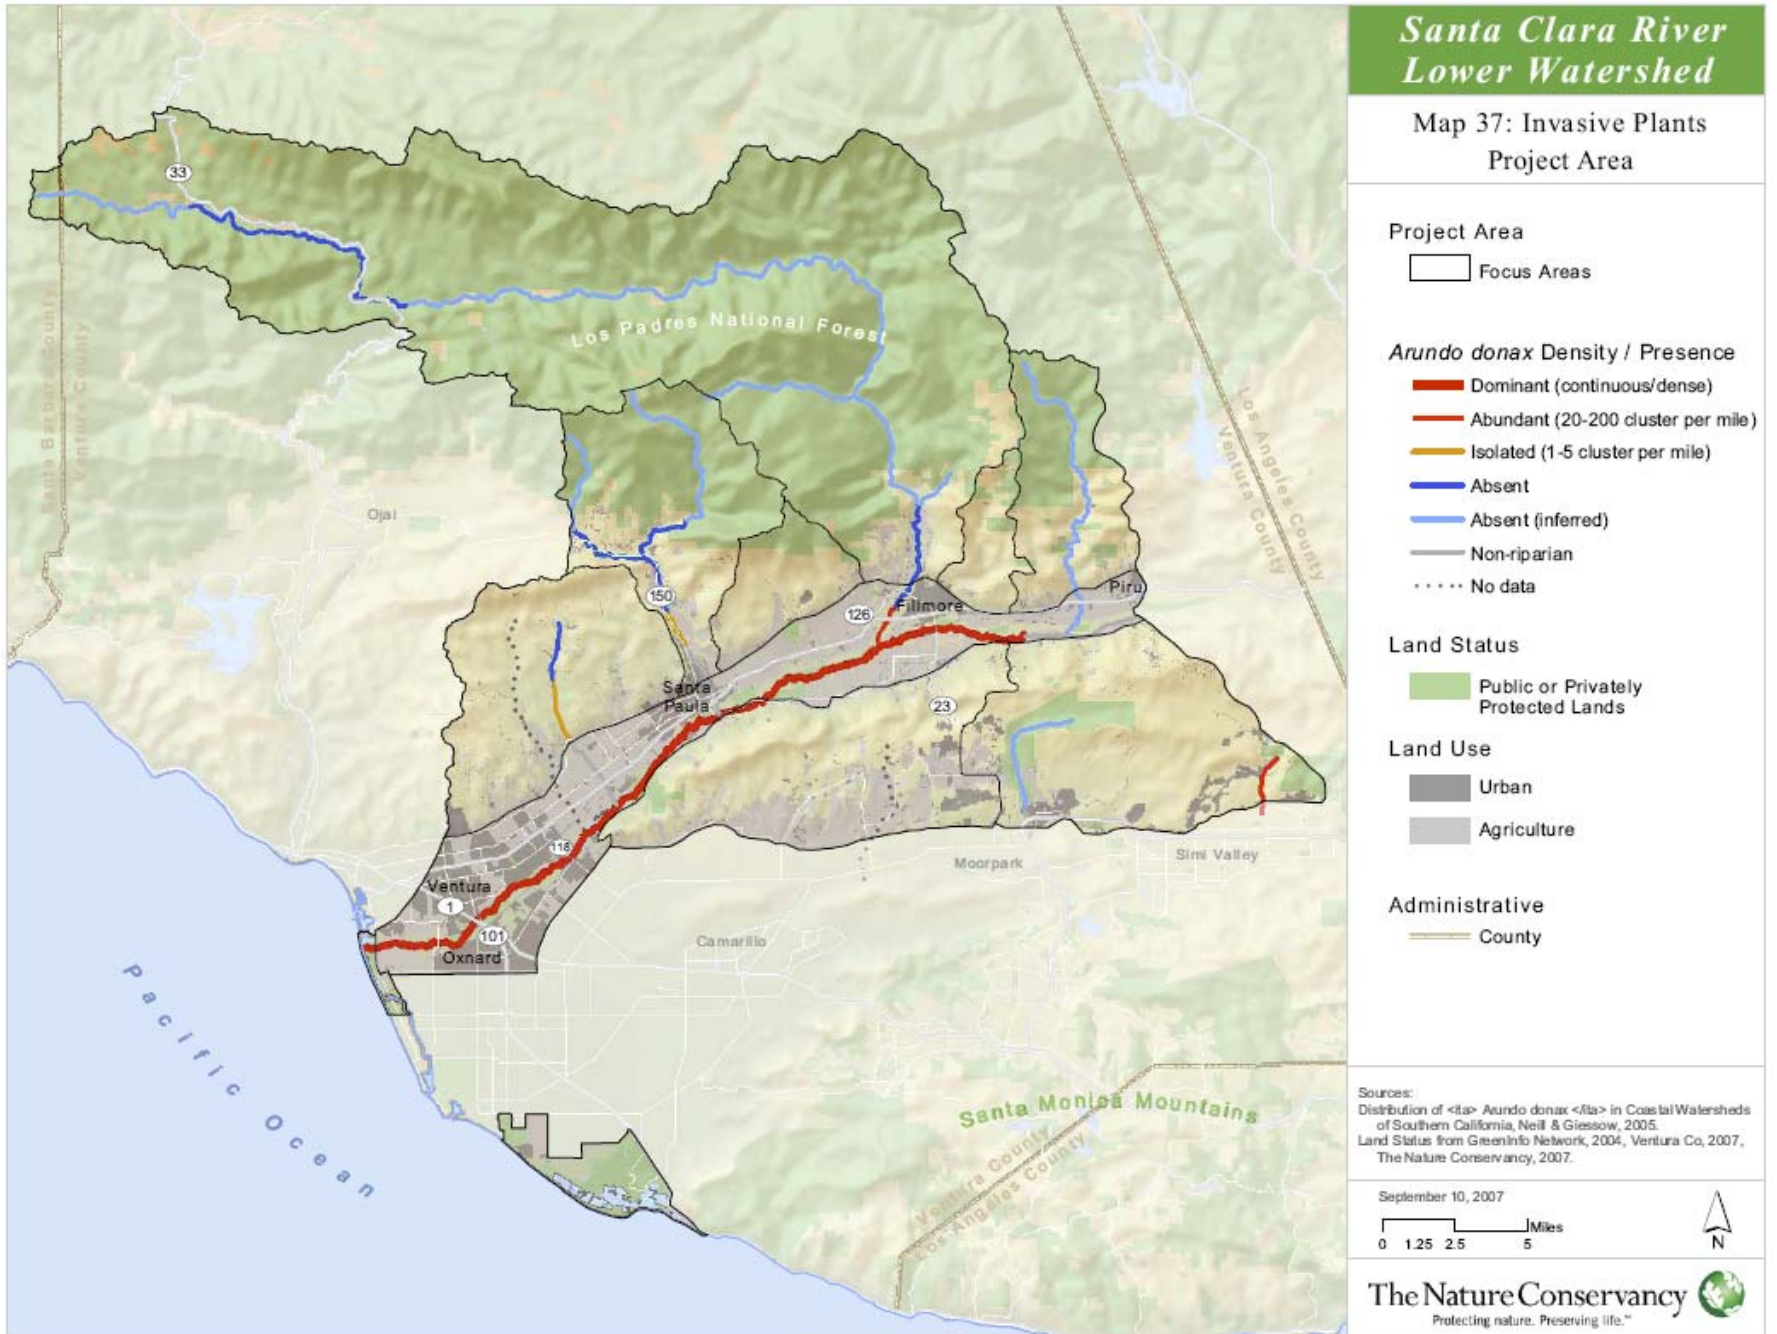 Santa Clara River
Lower Watershed
Map 37: Invasive Plants
Project Area
Project Area
Focus Areas
Arundo donax Density / Presence
Dominant (continuous/dense)
Abundant (20-200 cluster per mile)
Isolated (1-5 cluster per mile)
Absent
Absent (inferred)
Non-riparian
No data
Land Status
Public or Privately
Protected Lands
Land Use
Urban
Agriculture
Administrative
County
Sources:
Distribution of <ita> Arundo donax </ita> in Coastal Watersheds
of Southern California, Neill & Giessow, 2005.
Land Status from GreenInfo Network, 2004, Ventura Co, 2007,
The Nature Conservancy, 2007.
September 10, 2007
Miles
0 1.25 2.5 5
N
The Nature Conservancy
Protecting nature. Preserving life.™
33
Los Padres National Forest
Santa Barbara County
Ventura County
Los Angeles County
Ventura County
Ojai
150
126
Fillmore
Piru
Santa
Paula
23
118
Ventura
1
101
Oxnard
Moorpark
Simi Valley
Camarillo
Pacific Ocean
Santa Monica Mountains
Ventura County
Los Angeles County